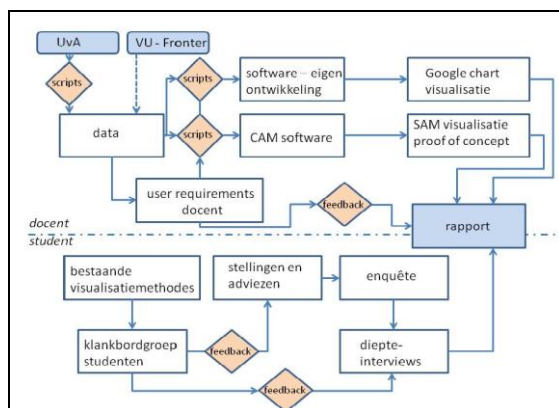 UvA
VU - Fronter
scripts
scripts
software – eigen
ontwikkeling
Google chart
visualisatie
data
scripts
CAM software
SAM visualisatie
proof of concept
user requirements
docent
feedback
rapport
docent
student
bestaande
visualisatiemethodes
stellingen en
adviezen
enquête
klankbordgroep
studenten
feedback
diepte-
interviews
feedback